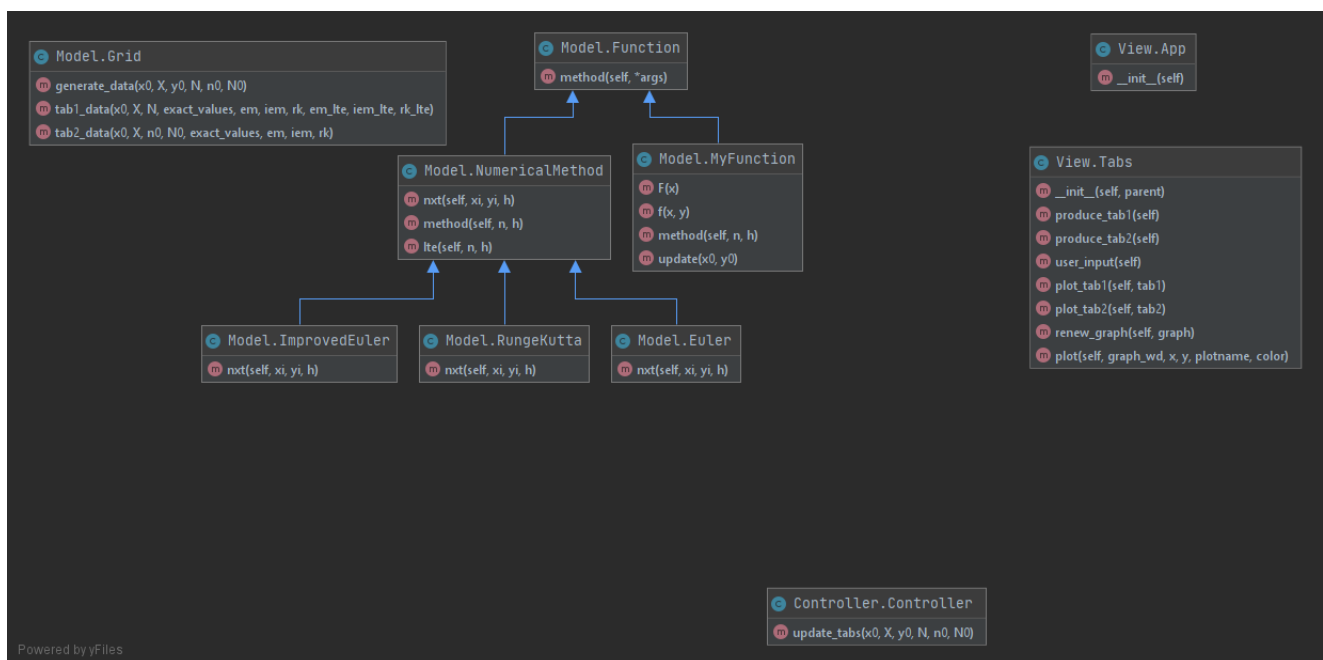 Model.Grid
generate_data(x0, X, y0, N, n0, N0)
tab1_data(x0, X, N, exact_values, em, iem, rk, em_lte, iem_lte, rk_lte)
tab2_data(x0, X, n0, N0, exact_values, em, iem, rk)
Model.Function
method(self, *args)
View.App
__init__(self)
Model.NumericalMethod
nxt(self, xi, yi, h)
method(self, n, h)
lte(self, n, h)
Model.MyFunction
F(x)
f(x, y)
method(self, n, h)
update(x0, y0)
View.Tabs
__init__(self, parent)
produce_tab1(self)
produce_tab2(self)
user_input(self)
plot_tab1(self, tab1)
plot_tab2(self, tab2)
renew_graph(self, graph)
plot(self, graph_wd, x, y, plotname, color)
Model.ImprovedEuler
nxt(self, xi, yi, h)
Model.RungeKutta
nxt(self, xi, yi, h)
Model.Euler
nxt(self, xi, yi, h)
Controller.Controller
update_tabs(x0, X, y0, N, n0, N0)
Powered by yFiles